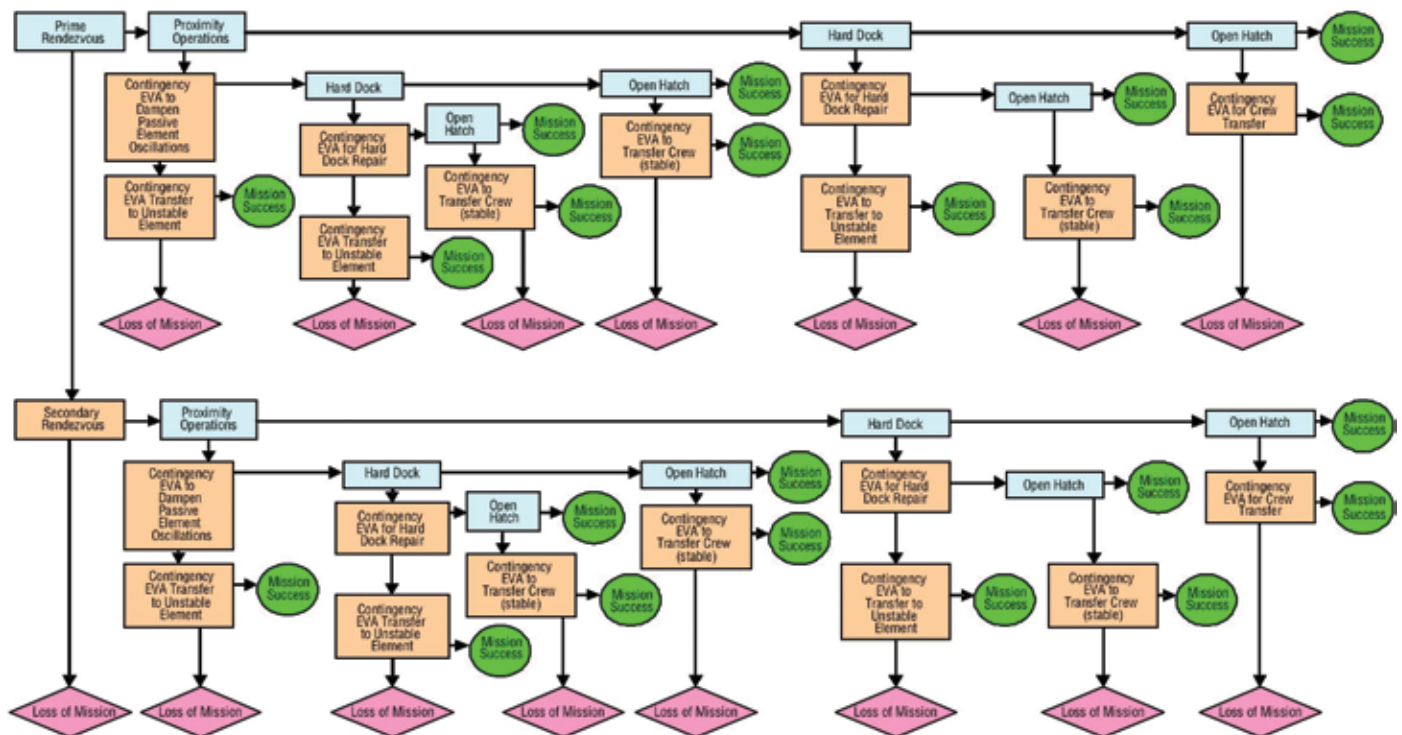 Prime
Rendezvous
Proximity
Operations
Hard Dock
Open Hatch
Mission
Success
Contingency
EVA to
Dampen
Passive
Element
Oscillations
Hard Dock
Open Hatch
Mission
Success
Contingency
EVA for Hard
Dock Repair
Open Hatch
Mission
Success
Contingency
EVA for Crew
Transfer
Mission
Success
Contingency
EVA for Hard
Dock Repair
Open
Hatch
Mission
Success
Contingency
EVA to
Transfer Crew
(stable)
Mission
Success
Contingency
EVA Transfer
to Unstable
Element
Mission
Success
Contingency
EVA to
Transfer Crew
(stable)
Mission
Success
Contingency
EVA to
Transfer to
Unstable
Element
Mission
Success
Contingency
EVA to
Transfer Crew
(stable)
Mission
Success
Contingency
EVA Transfer
to Unstable
Element
Mission
Success
Loss of Mission
Loss of Mission
Loss of Mission
Loss of Mission
Loss of Mission
Loss of Mission
Loss of Mission
Secondary
Rendezvous
Proximity
Operations
Hard Dock
Open Hatch
Mission
Success
Contingency
EVA to
Dampen
Passive
Element
Oscillations
Hard Dock
Open Hatch
Mission
Success
Contingency
EVA for Hard
Dock Repair
Open Hatch
Mission
Success
Contingency
EVA for Crew
Transfer
Mission
Success
Contingency
EVA for Hard
Dock Repair
Open
Hatch
Mission
Success
Contingency
EVA to
Transfer Crew
(stable)
Mission
Success
Contingency
EVA Transfer
to Unstable
Element
Mission
Success
Contingency
EVA to
Transfer Crew
(stable)
Mission
Success
Contingency
EVA to
Transfer to
Unstable
Element
Mission
Success
Contingency
EVA to
Transfer Crew
(stable)
Mission
Success
Contingency
EVA Transfer
to Unstable
Element
Mission
Success
Loss of Mission
Loss of Mission
Loss of Mission
Loss of Mission
Loss of Mission
Loss of Mission
Loss of Mission
Loss of Mission